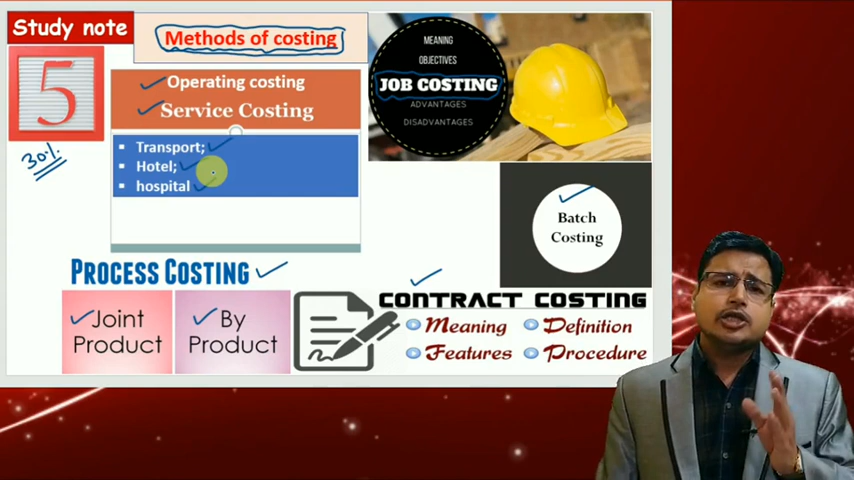 Study note
5
30%
Methods of costing
Operating costing
Service Costing
Transport;
Hotel;
hospital
MEANING
OBJECTIVES
JOB COSTING
ADVANTAGES
DISADVANTAGES
Batch
Costing
PROCESS COSTING
Joint
Product
By
Product
CONTRACT COSTING
Meaning
Definition
Features
Procedure